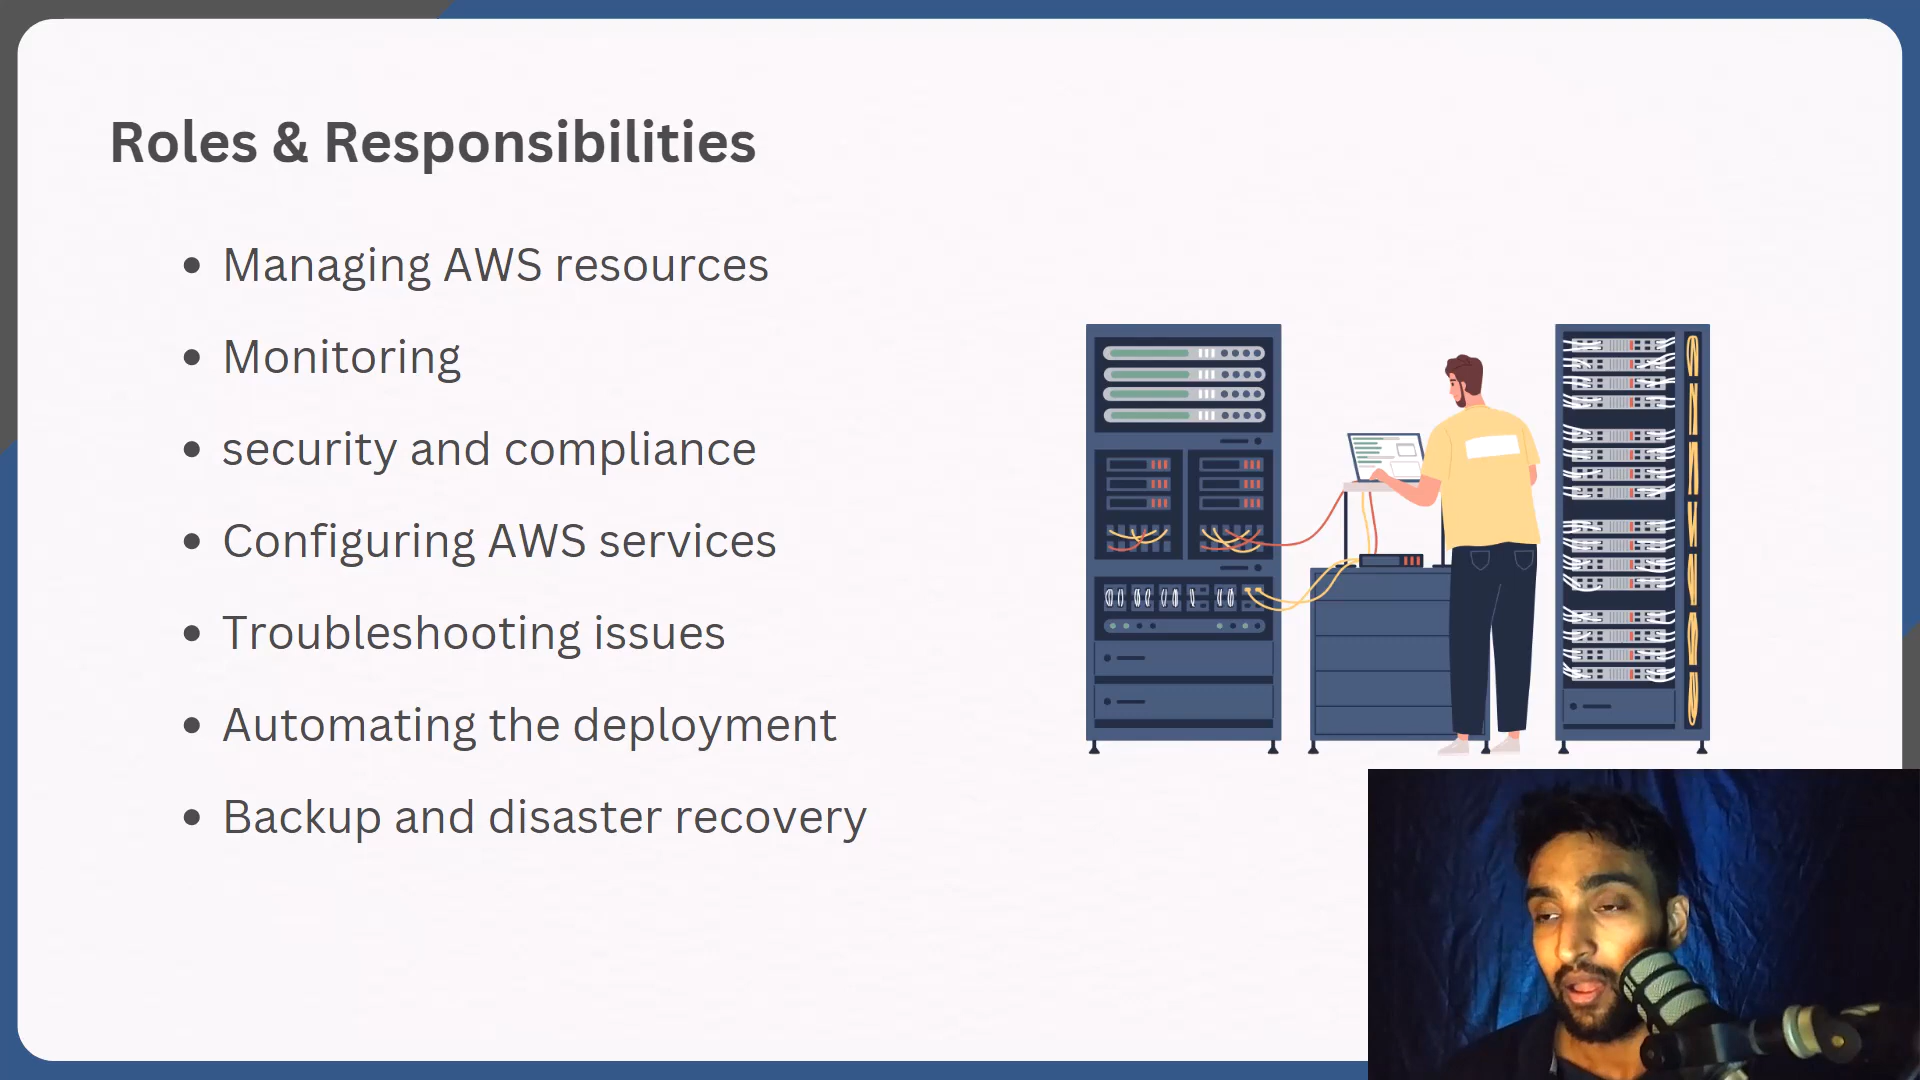 Roles & Responsibilities
Managing AWS resources
Monitoring
security and compliance
Configuring AWS services
Troubleshooting issues
Automating the deployment
Backup and disaster recovery